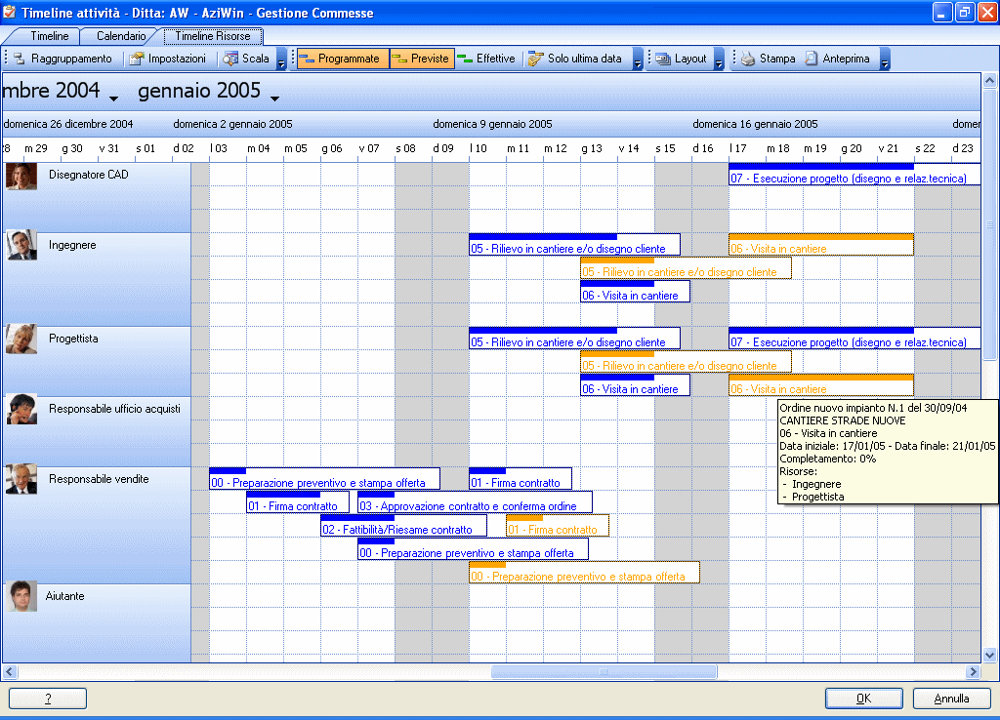 Timeline attività - Ditta: AW - AziWin - Gestione Commesse
Timeline Calendario Timeline Risorse
Raggruppamento Impostazioni Scala Programmate Previste Effettive Solo ultima data Layout Stampa Anteprima
mbre 2004 gennaio 2005
domenica 26 dicembre 2004 domenica 2 gennaio 2005 domenica 9 gennaio 2005 domenica 16 gennaio 2005 domer
28 m 29 g 30 v 31 s 01 d 02 l 03 m 04 m 05 g 06 v 07 s 08 d 09 l 10 m 11 m 12 g 13 v 14 s 15 d 16 l 17 m 18 m 19 g 20 v 21 s 22 d 23
Disegnatore CAD
07 - Esecuzione progetto (disegno e relaz.tecnica)
Ingegnere
05 - Rilievo in cantiere e/o disegno cliente 06 - Visita in cantiere
05 - Rilievo in cantiere e/o disegno cliente
06 - Visita in cantiere
Progettista
05 - Rilievo in cantiere e/o disegno cliente 07 - Esecuzione progetto (disegno e relaz.tecnica)
05 - Rilievo in cantiere e/o disegno cliente
06 - Visita in cantiere 06 - Visita in cantiere
Responsabile ufficio acquisti
Ordine nuovo impianto N.1 del 30/09/04
CANTIERE STRADE NUOVE
06 - Visita in cantiere
Data iniziale: 17/01/05 - Data finale: 21/01/05
Completamento: 0%
Risorse:
- Ingegnere
- Progettista
Responsabile vendite
00 - Preparazione preventivo e stampa offerta 01 - Firma contratto
01 - Firma contratto 03 - Approvazione contratto e conferma ordine
02 - Fattibilità/Riesame contratto 01 - Firma contratto
00 - Preparazione preventivo e stampa offerta
00 - Preparazione preventivo e stampa offerta
Aiutante
? OK Annulla